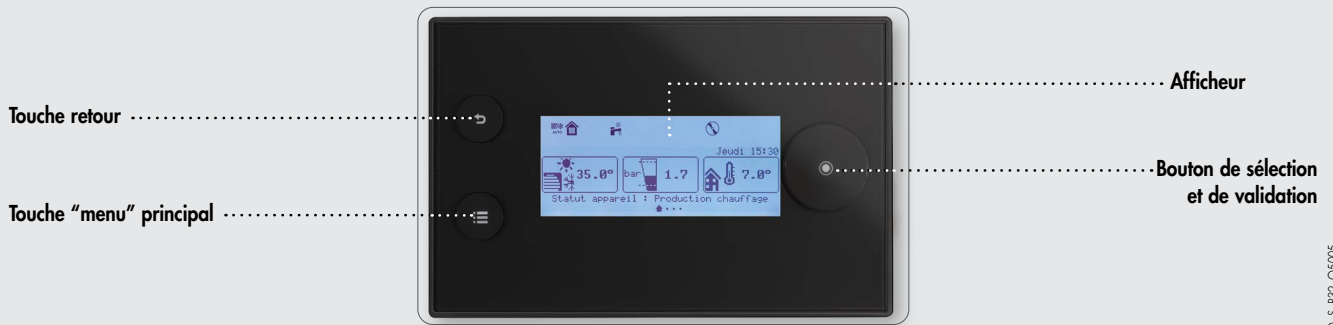 Touche retour
Touche “menu” principal
AUTO
Jeudi 15:30
35.0°
bar 1.7
7.0°
Statut appareil : Production chauffage
Afficheur
Bouton de sélection
et de validation